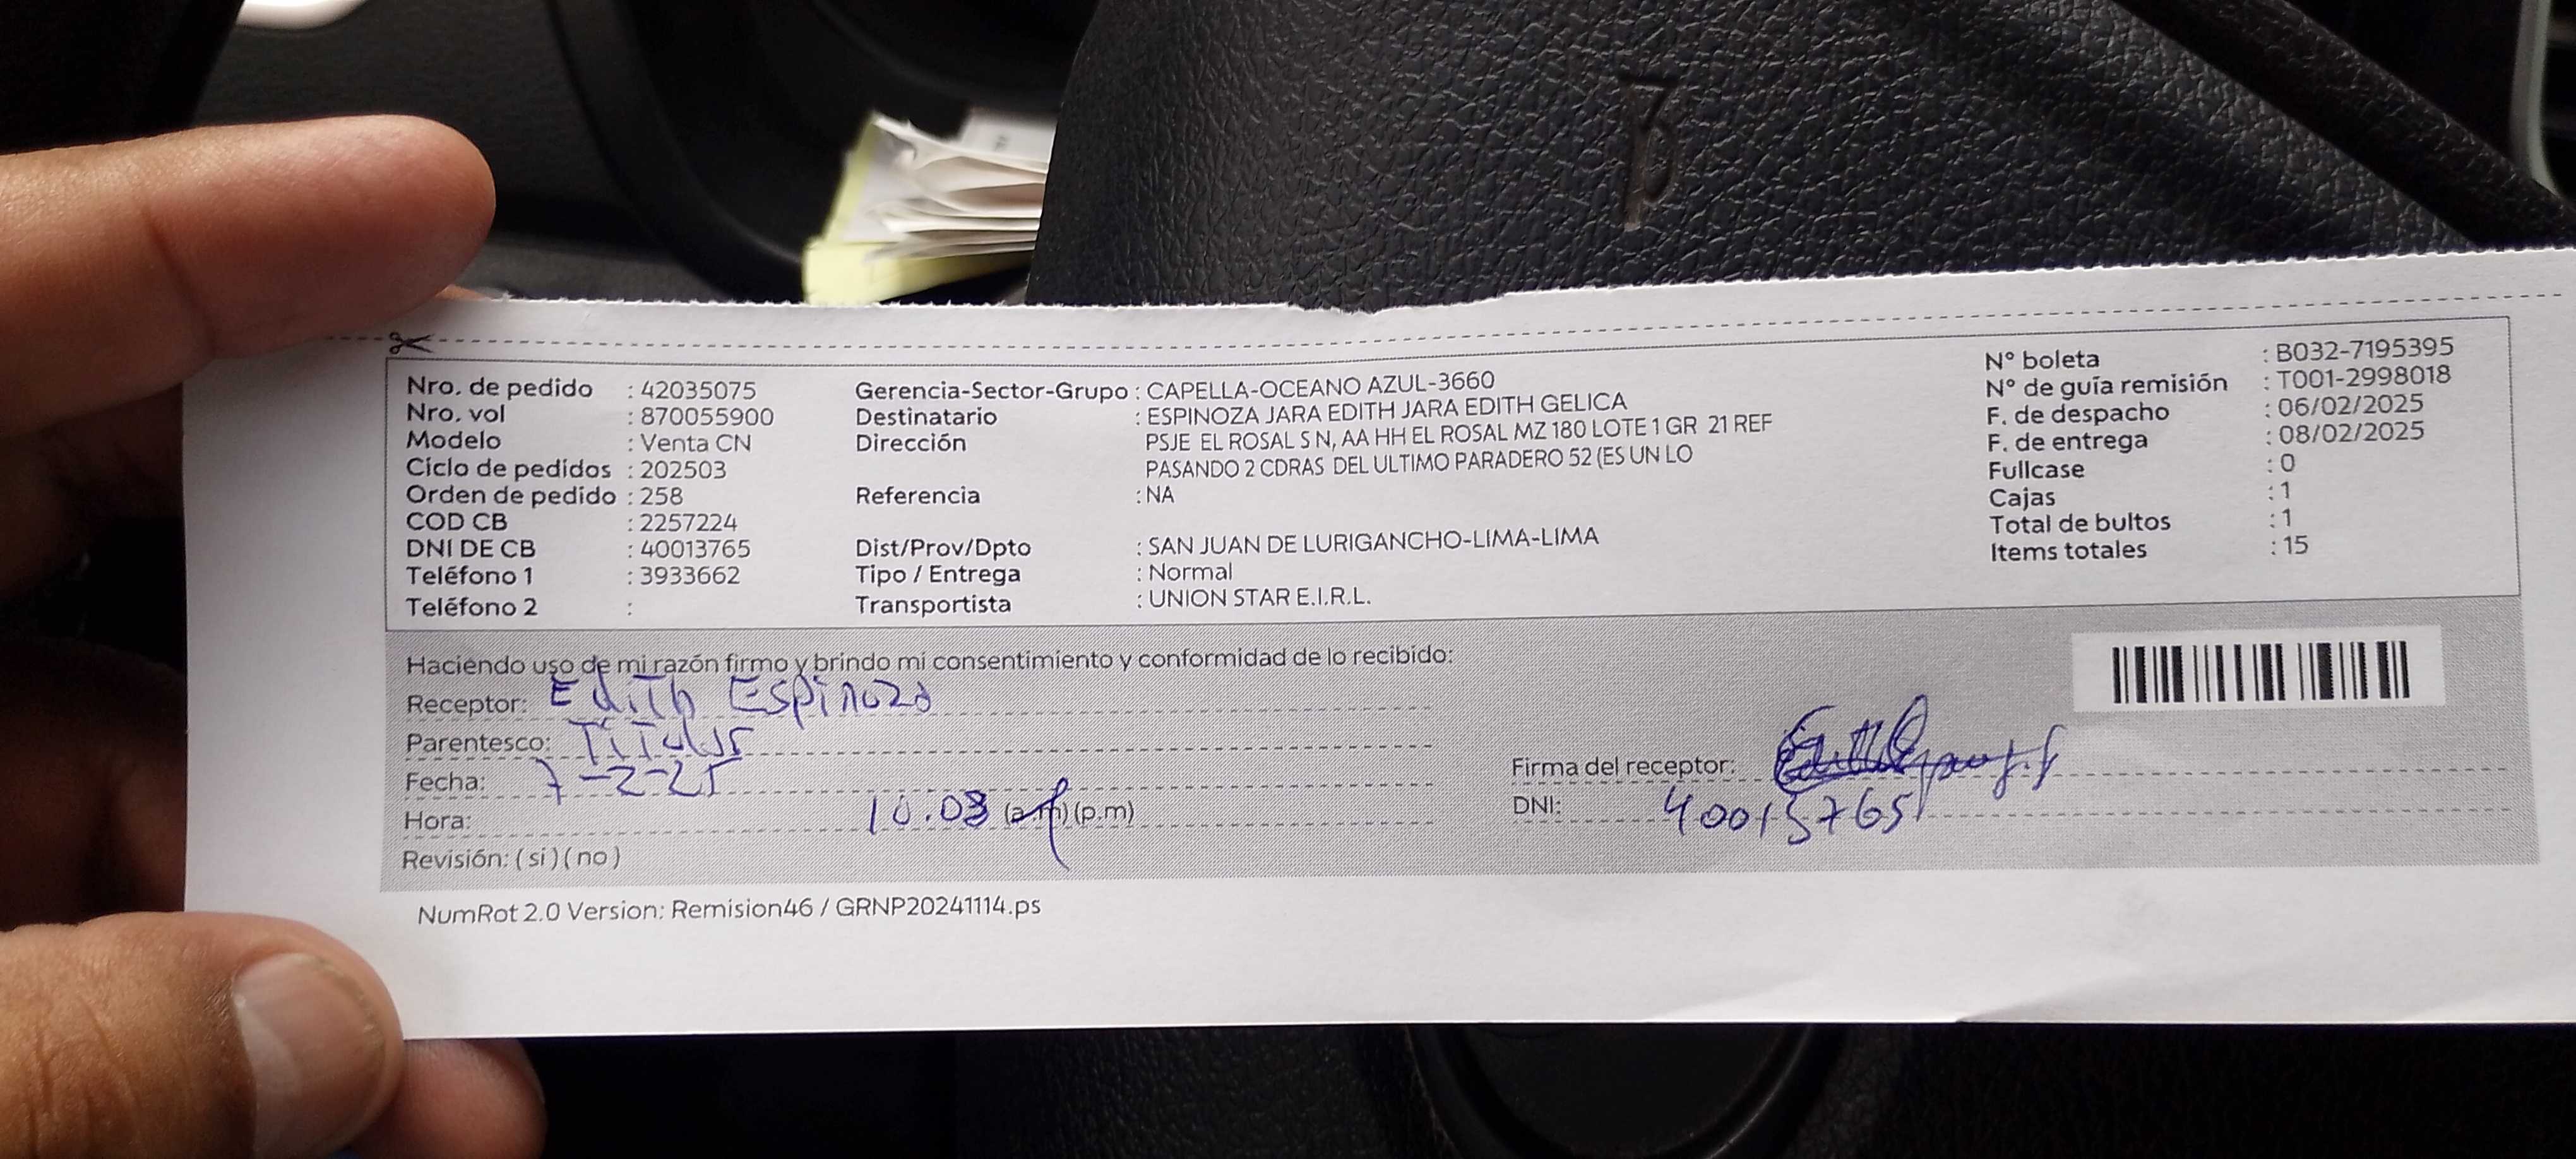 Nro. de pedido : 42035075
Nro. vol : 870055900
Modelo : Venta CN
Ciclo de pedidos : 202503
Orden de pedido : 258
COD CB : 2257224
DNI DE CB : 40013765
Teléfono 1 : 3933662
Teléfono 2 :
Gerencia-Sector-Grupo : CAPELLA-OCEANO AZUL-3660
Destinatario : ESPINOZA JARA EDITH JARA EDITH GELICA
Dirección PSJE EL ROSAL S N, AA HH EL ROSAL MZ 180 LOTE 1 GR 21 REF
PASANDO 2 CDRAS DEL ULTIMO PARADERO 52 (ES UN LO
Referencia : NA
Dist/Prov/Dpto : SAN JUAN DE LURIGANCHO-LIMA-LIMA
Tipo / Entrega : Normal
Transportista : UNION STAR E.I.R.L.
N° boleta : B032-7195395
N° de guía remisión : T001-2998018
F. de despacho : 06/02/2025
F. de entrega : 08/02/2025
Fullcase : 0
Cajas : 1
Total de bultos : 1
Items totales : 15
Haciendo uso de mi razón firmo y brindo mi consentimiento y conformidad de lo recibido:
Receptor: Edith Espinoza
Parentesco: Titular
Fecha: 7-2-25
Hora: 10.03 (a.m) (p.m)
Revisión: ( si ) ( no )
Firma del receptor:
DNI: 40013765
NumRot 2.0 Version: Remision46 / GRNP20241114.ps